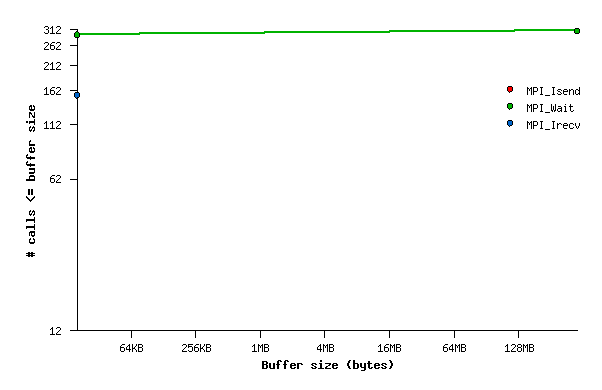 312
262
212
162
112
62
12
# calls <= buffer size
MPI_Isend
MPI_Wait
MPI_Irecv
64KB 256KB 1MB 4MB 16MB 64MB 128MB
Buffer size (bytes)